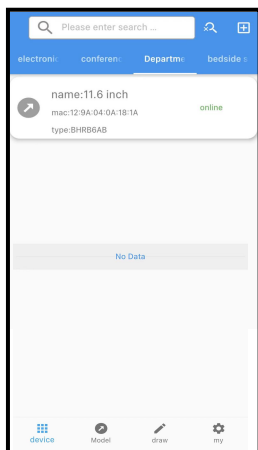 Please enter search ...
electronic conferenc Departme bedside s
name:11.6 inch
mac:12:9A:04:0A:18:1A
online
type:BHRB6AB
No Data
device Model draw my